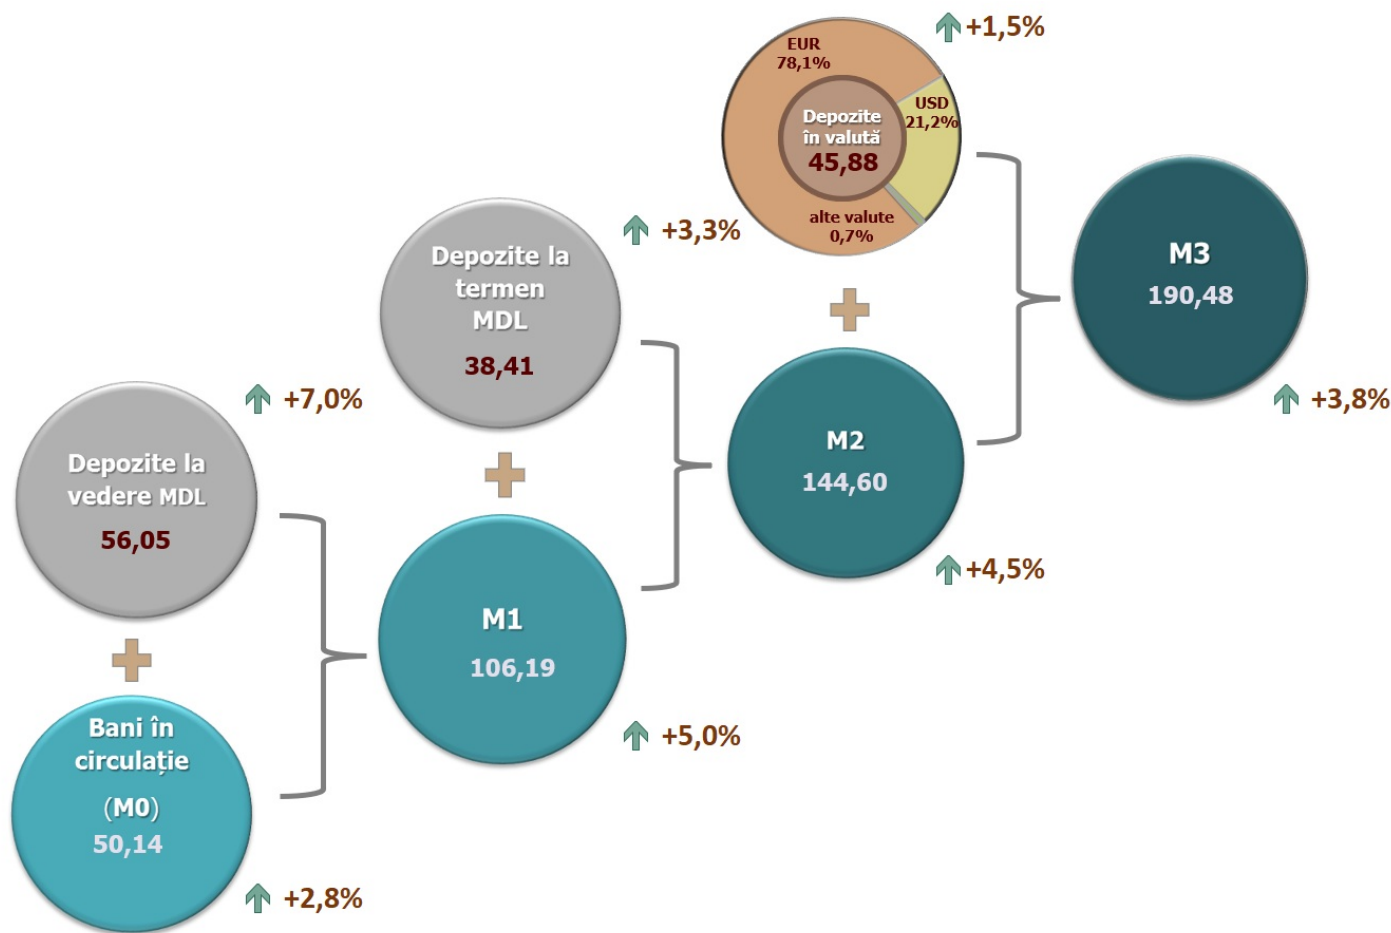 EUR
78,1%
USD
21,2%
Depozite
în valută
45,88
alte valute
0,7%
+1,5%
Depozite la
termen
MDL
38,41
+3,3%
M3
190,48
+3,8%
Depozite la
vedere MDL
56,05
+7,0%
M2
144,60
+4,5%
M1
106,19
+5,0%
Bani în
circulație
(M0)
50,14
+2,8%